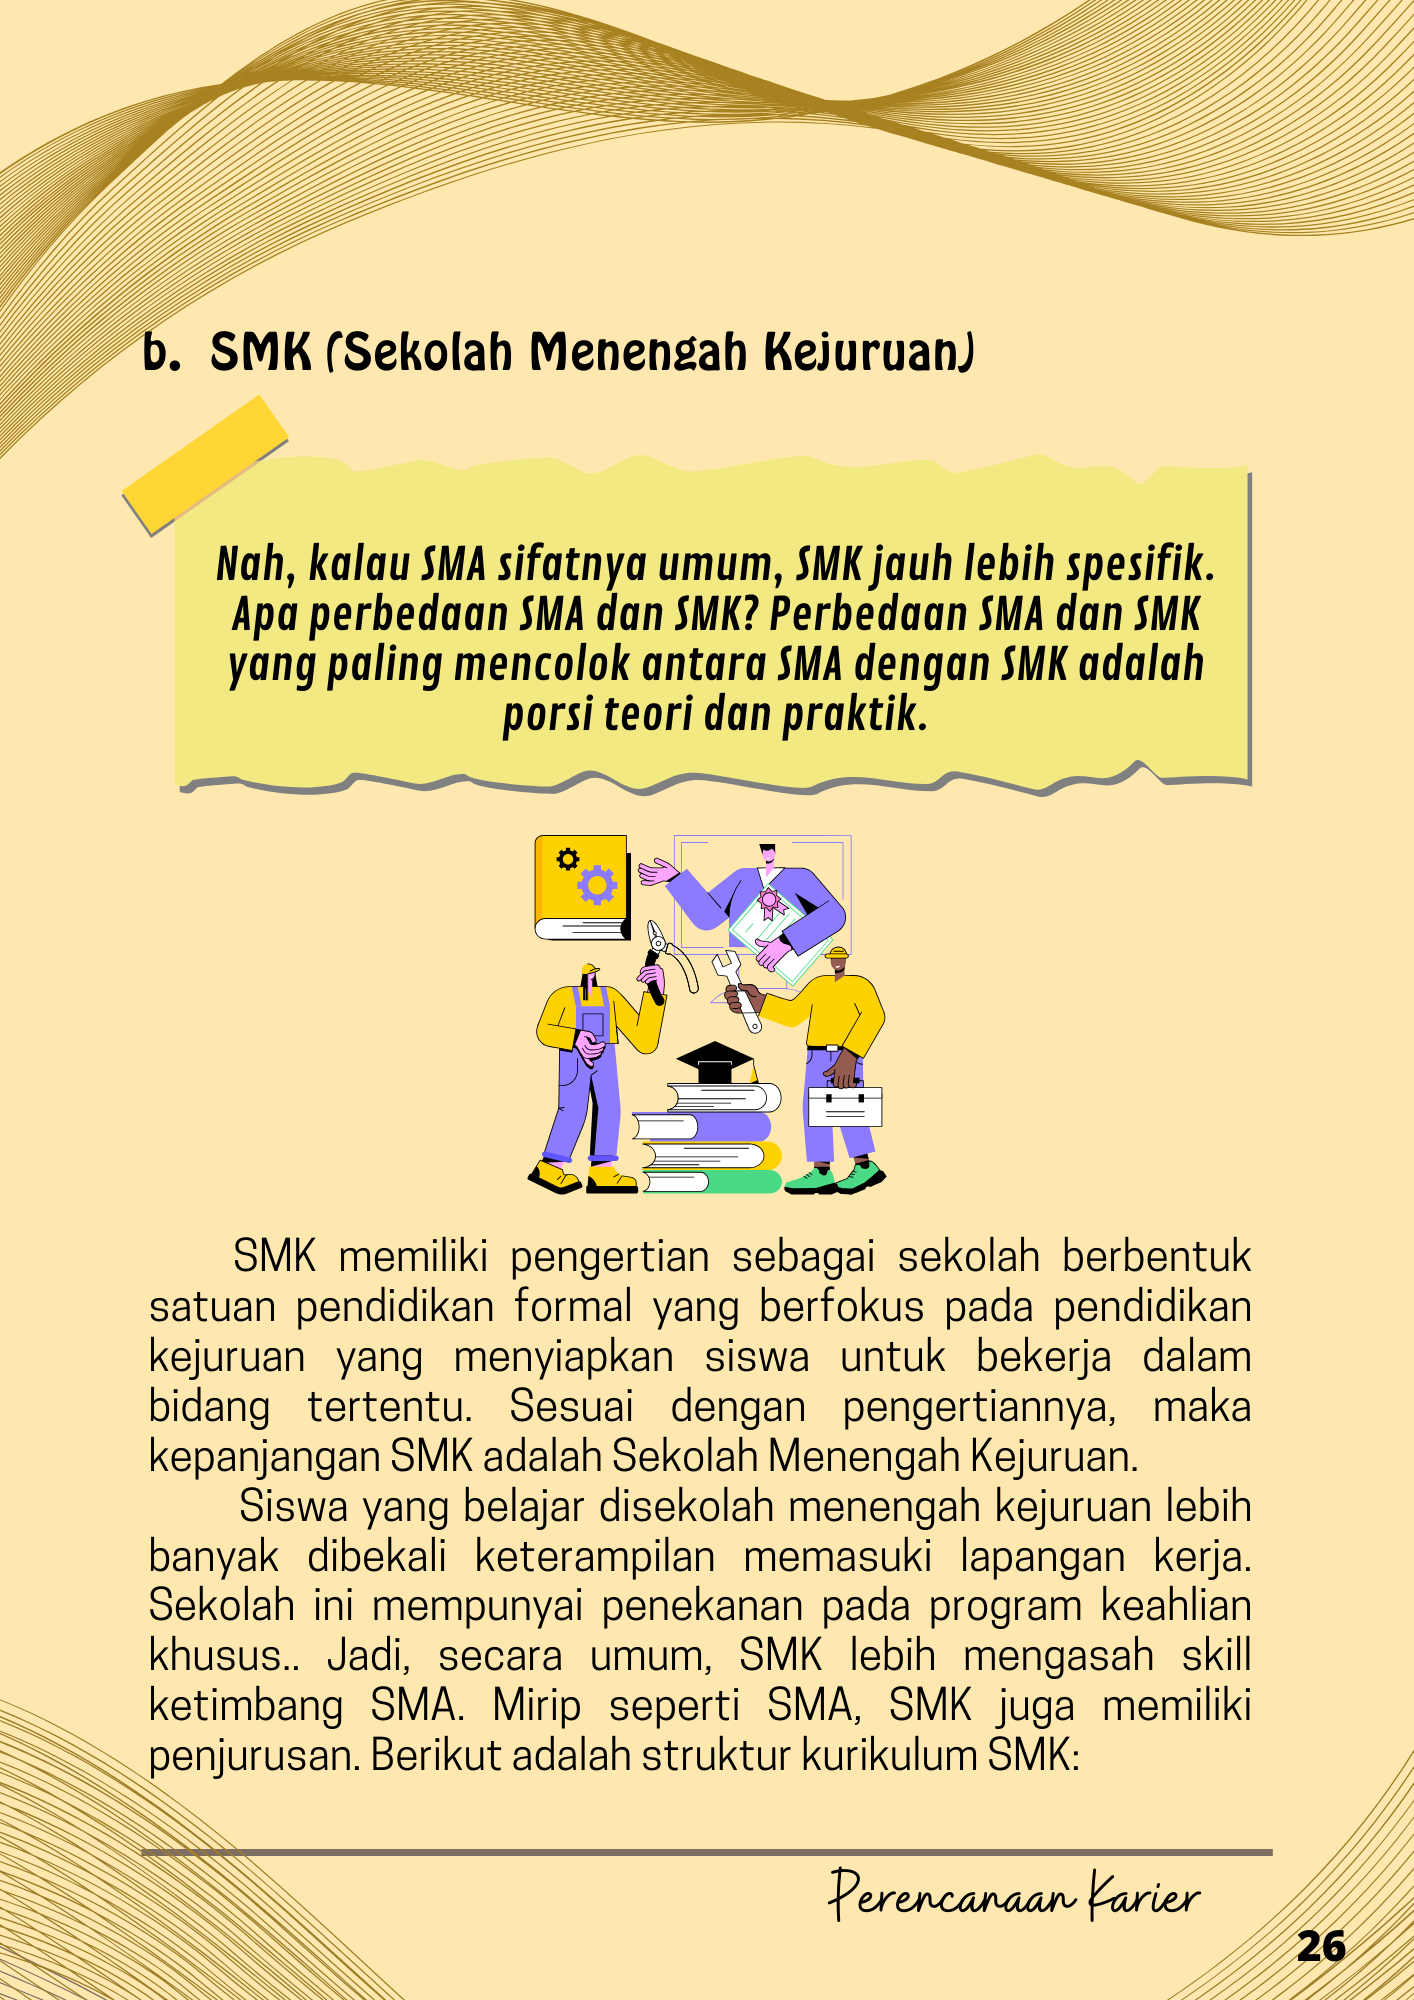 b. SMK (Sekolah Menengah Kejuruan)
Nah, kalau SMA sifatnya umum, SMK jauh lebih spesifik.
Apa perbedaan SMA dan SMK? Perbedaan SMA dan SMK
yang paling mencolok antara SMA dengan SMK adalah
porsi teori dan praktik.
SMK memiliki pengertian sebagai sekolah berbentuk
satuan pendidikan formal yang berfokus pada pendidikan
kejuruan yang menyiapkan siswa untuk bekerja dalam
bidang tertentu. Sesuai dengan pengertiannya, maka
kepanjangan SMK adalah Sekolah Menengah Kejuruan.
Siswa yang belajar disekolah menengah kejuruan lebih
banyak dibekali keterampilan memasuki lapangan kerja.
Sekolah ini mempunyai penekanan pada program keahlian
khusus.. Jadi, secara umum, SMK lebih mengasah skill
ketimbang SMA. Mirip seperti SMA, SMK juga memiliki
penjurusan. Berikut adalah struktur kurikulum SMK:
Perencanaan Karier
26